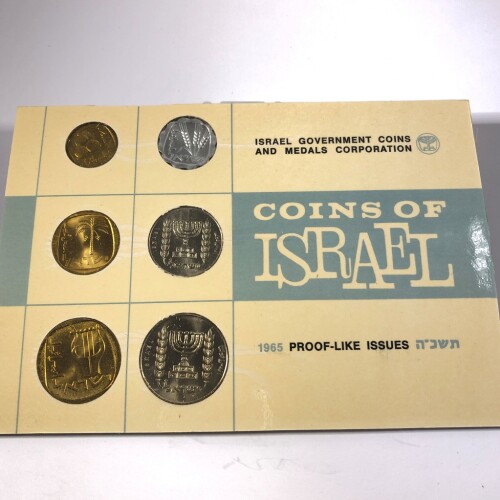 ISRAEL GOVERNMENT COINS
AND MEDALS CORPORATION
COINS OF
ISRAEL
1965 PROOF-LIKE ISSUES תשכ"ה